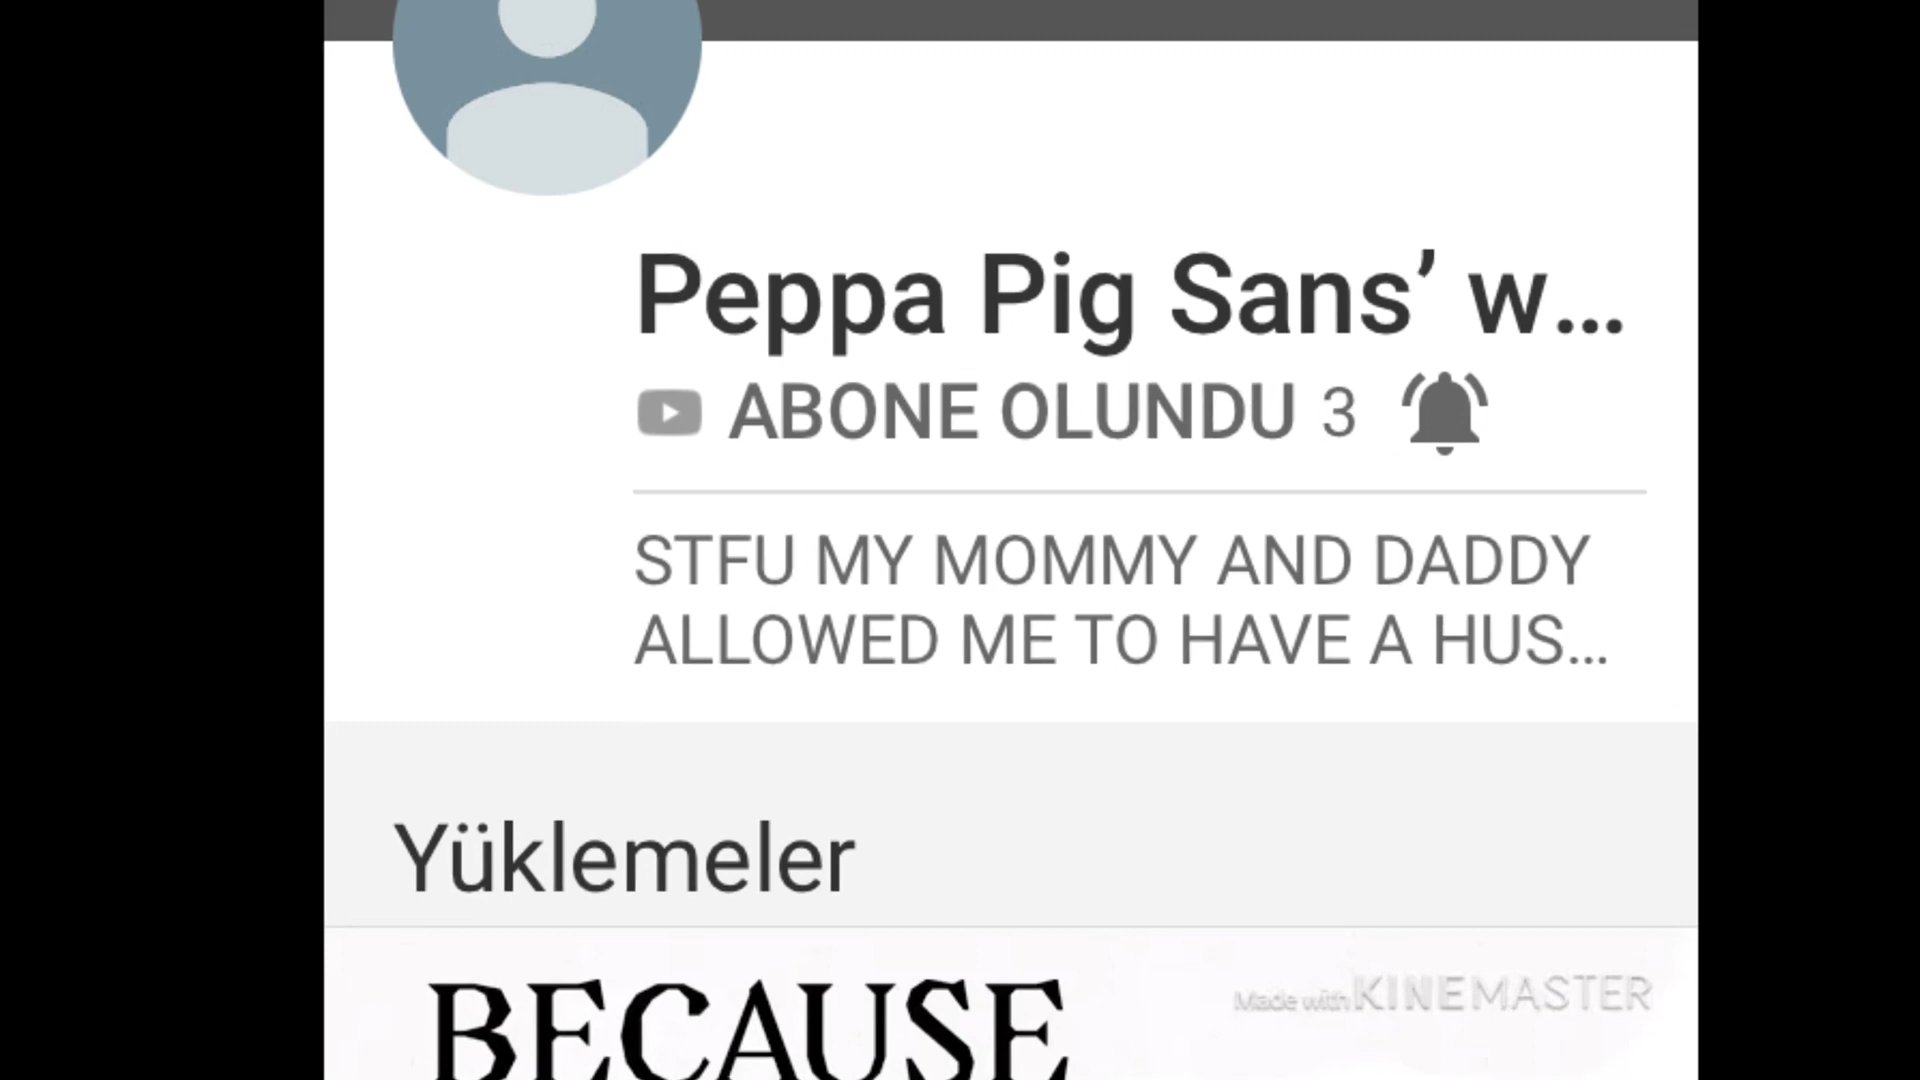 Peppa Pig Sans’ w...
ABONE OLUNDU 3
STFU MY MOMMY AND DADDY
ALLOWED ME TO HAVE A HUS...
Yüklemeler
Made with KINEMASTER
BECAUSE